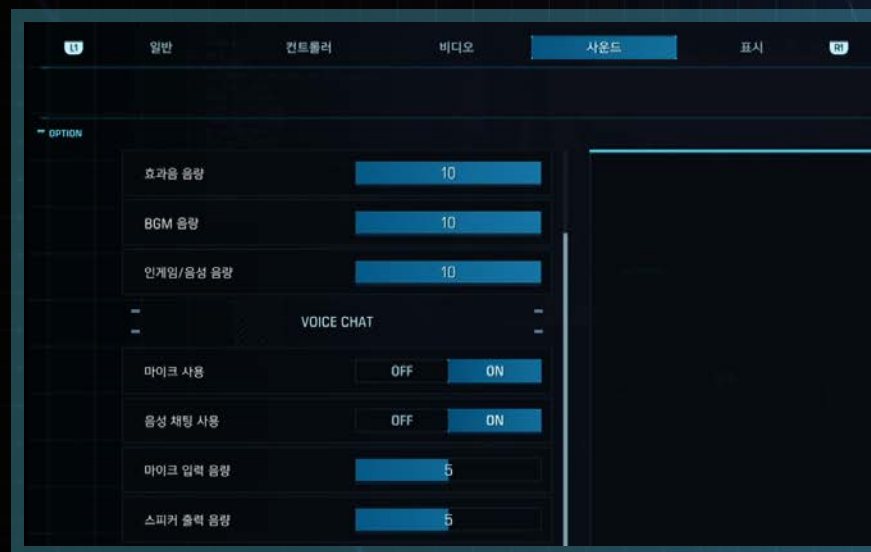 L1 일반 컨트롤러 비디오 사운드 표시 R1
OPTION
효과음 음량 10
BGM 음량 10
인게임/음성 음량 10
VOICE CHAT
마이크 사용 OFF ON
음성 채팅 사용 OFF ON
마이크 입력 음량 5
스피커 출력 음량 5